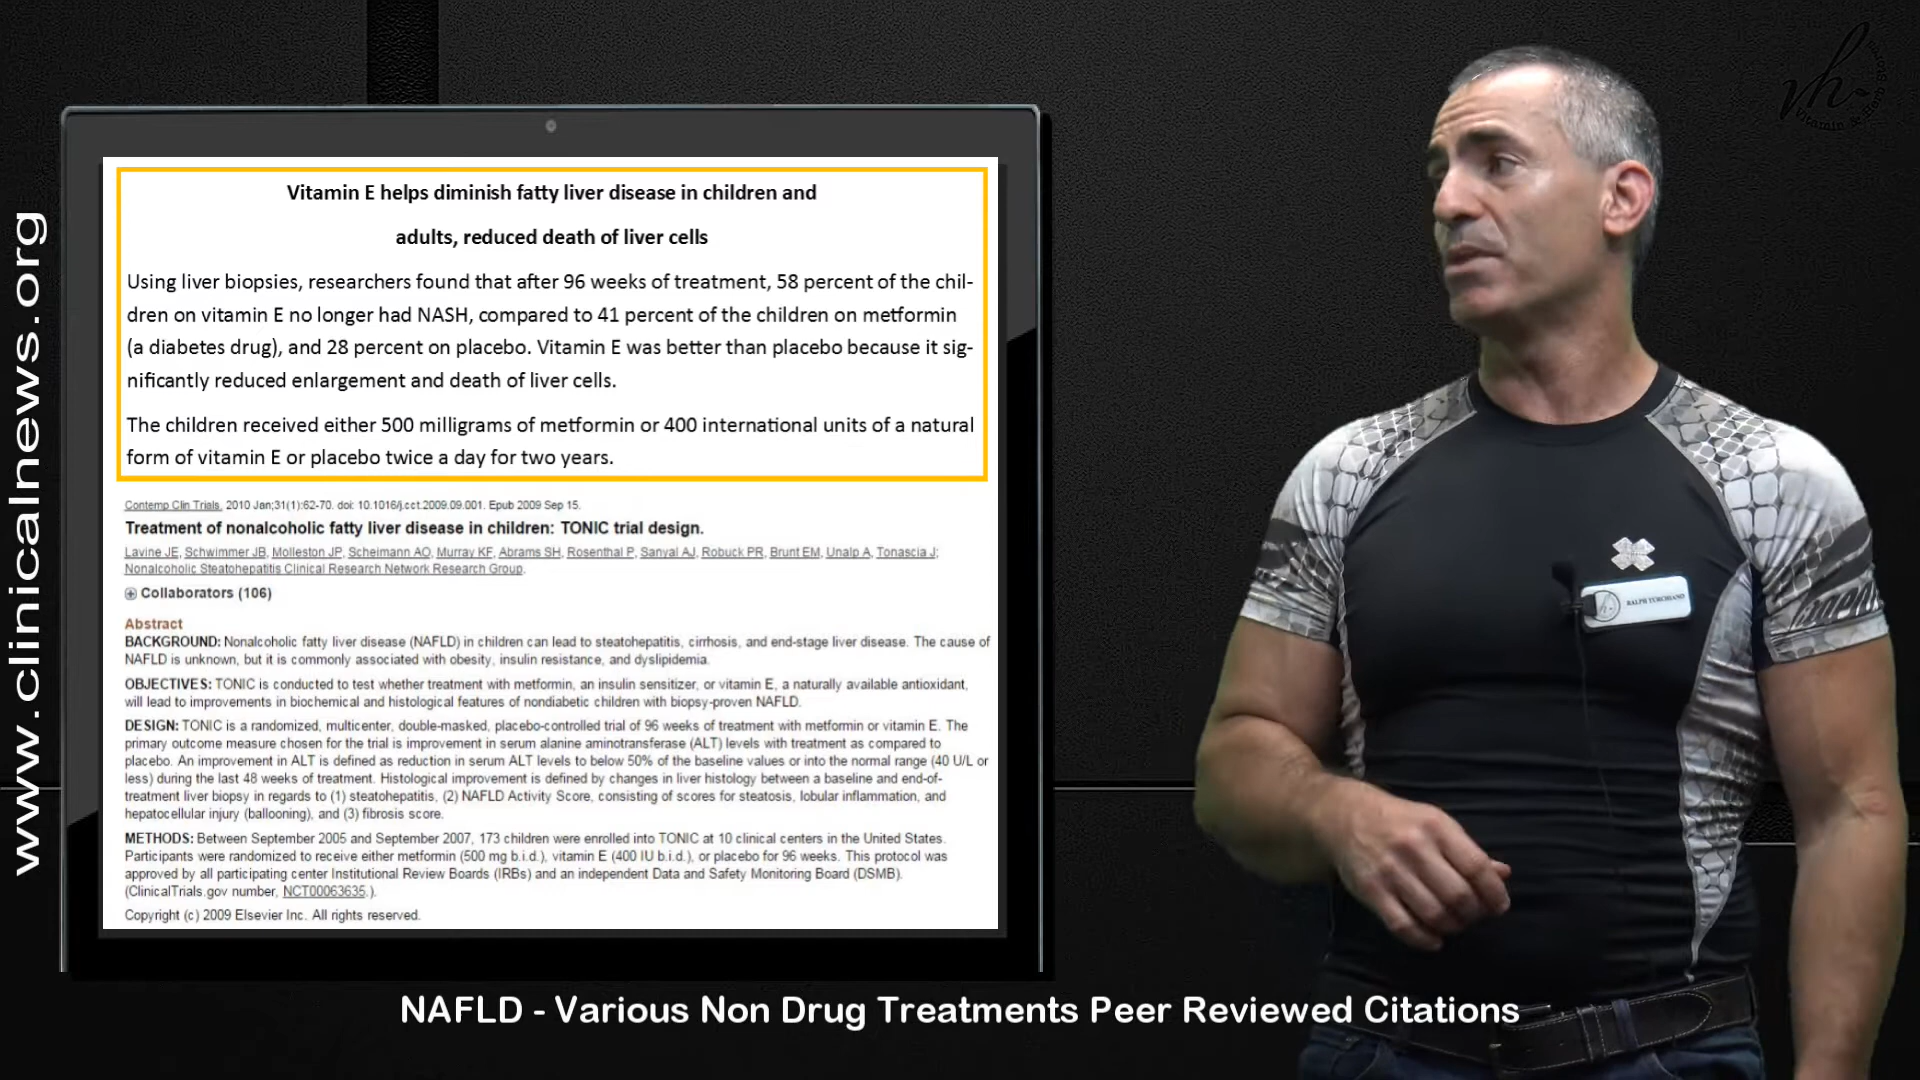 www.clinicalnews.org
Vitamin E helps diminish fatty liver disease in children and
adults, reduced death of liver cells
Using liver biopsies, researchers found that after 96 weeks of treatment, 58 percent of the chil-
dren on vitamin E no longer had NASH, compared to 41 percent of the children on metformin
(a diabetes drug), and 28 percent on placebo. Vitamin E was better than placebo because it sig-
nificantly reduced enlargement and death of liver cells.
The children received either 500 milligrams of metformin or 400 international units of a natural
form of vitamin E or placebo twice a day for two years.
Contemp Clin Trials. 2010 Jan;31(1):62-70. doi: 10.1016/j.cct.2009.09.001. Epub 2009 Sep 15.
Treatment of nonalcoholic fatty liver disease in children: TONIC trial design.
Lavine JE, Schwimmer JB, Molleston JP, Scheimann AO, Murray KF, Abrams SH, Rosenthal P, Sanyal AJ, Robuck PR, Brunt EM, Unalp A, Tonascia J;
Nonalcoholic Steatohepatitis Clinical Research Network Research Group.
Collaborators (106)
Abstract
BACKGROUND: Nonalcoholic fatty liver disease (NAFLD) in children can lead to steatohepatitis, cirrhosis, and end-stage liver disease. The cause of
NAFLD is unknown, but it is commonly associated with obesity, insulin resistance, and dyslipidemia.
OBJECTIVES: TONIC is conducted to test whether treatment with metformin, an insulin sensitizer, or vitamin E, a naturally available antioxidant,
will lead to improvements in biochemical and histological features of nondiabetic children with biopsy-proven NAFLD.
DESIGN: TONIC is a randomized, multicenter, double-masked, placebo-controlled trial of 96 weeks of treatment with metformin or vitamin E. The
primary outcome measure chosen for the trial is improvement in serum alanine aminotransferase (ALT) levels with treatment as compared to
placebo. An improvement in ALT is defined as reduction in serum ALT levels to below 50% of the baseline values or into the normal range (40 U/L or
less) during the last 48 weeks of treatment. Histological improvement is defined by changes in liver histology between a baseline and end-of-
treatment liver biopsy in regards to (1) steatohepatitis, (2) NAFLD Activity Score, consisting of scores for steatosis, lobular inflammation, and
hepatocellular injury (ballooning), and (3) fibrosis score.
METHODS: Between September 2005 and September 2007, 173 children were enrolled into TONIC at 10 clinical centers in the United States.
Participants were randomized to receive either metformin (500 mg b.i.d.), vitamin E (400 IU b.i.d.), or placebo for 96 weeks. This protocol was
approved by all participating center Institutional Review Boards (IRBs) and an independent Data and Safety Monitoring Board (DSMB).
(ClinicalTrials.gov number, NCT00063635.).
Copyright (c) 2009 Elsevier Inc. All rights reserved.
vh
Vitamin & Herb Store
RALPH TURCHIANO
NAFLD - Various Non Drug Treatments Peer Reviewed Citations